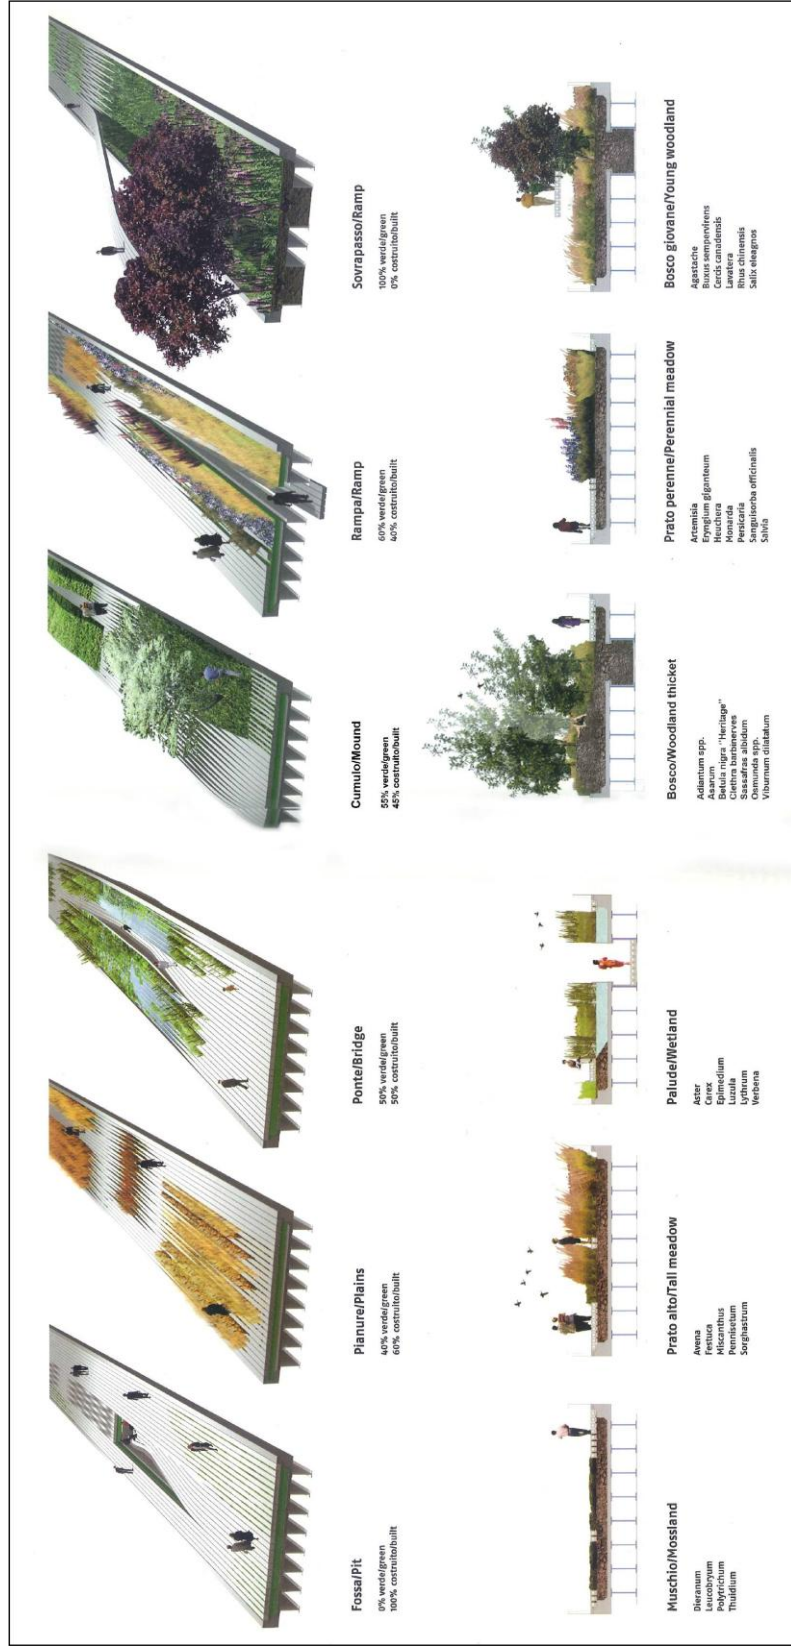 Fossa/Pit
0% verde/green
100% costruito/built
Pianure/Plains
40% verde/green
60% costruito/built
Ponte/Bridge
50% verde/green
50% costruito/built
Cumulo/Mound
55% verde/green
45% costruito/built
Rampa/Ramp
60% verde/green
40% costruito/built
Sovrapasso/Ramp
100% verde/green
0% costruito/built
Muschio/Mossland
Dieranum
Leucobryum
Polytrichum
Thuidium
Prato alto/Tall meadow
Avena
Festuca
Miscanthus
Pennisetum
Sorghastrum
Palude/Wetland
Aster
Carex
Epimedium
Luzula
Lythrum
Verbena
Bosco/Woodland thicket
Adiantum spp.
Asarum
Betula nigra "Heritage"
Clethra barbinerves
Sassafras albidum
Osmunda spp.
Viburnum dilatatum
Prato perenne/Perennial meadow
Artemisia
Eryngium giganteum
Heuchera
Monarda
Persicaria
Sanguisorba officinalis
Salvia
Bosco giovane/Young woodland
Agastache
Buxus sempervirens
Cercis canadensis
Lavatera
Rhus chinensis
Salix eleagnos